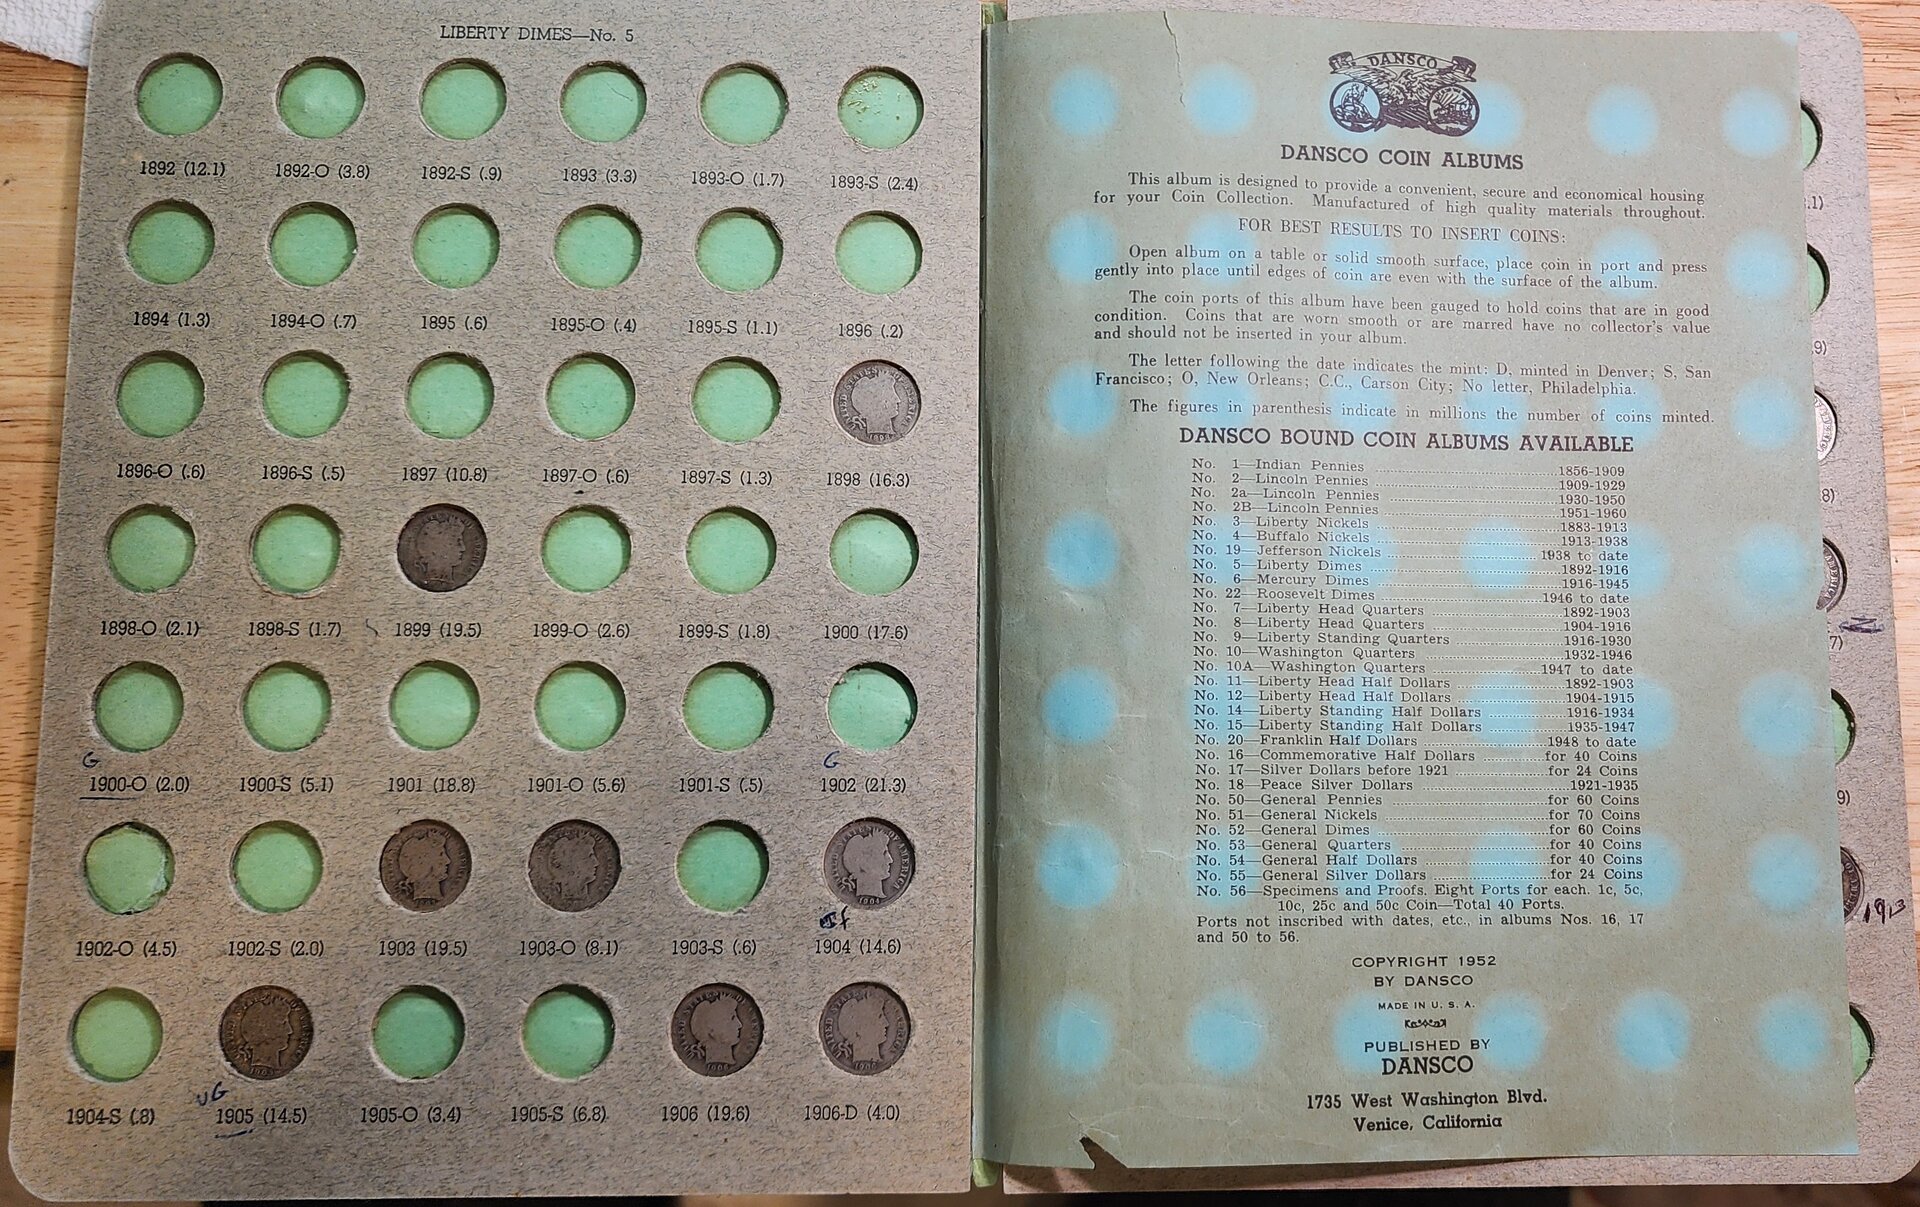 LIBERTY DIMES—No. 5
1892 (12.1) 1892-O (3.8) 1892-S (.9) 1893 (3.3) 1893-O (1.7) 1893-S (2.4)
1894 (1.3) 1894-O (.7) 1895 (.6) 1895-O (.4) 1895-S (1.1) 1896 (.2)
1896-O (.6) 1896-S (.5) 1897 (10.8) 1897-O (.6) 1897-S (1.3) 1898 (16.3)
1898-O (2.1) 1898-S (1.7) 1899 (19.5) 1899-O (2.6) 1899-S (1.8) 1900 (17.6)
G G
1900-O (2.0) 1900-S (5.1) 1901 (18.8) 1901-O (5.6) 1901-S (.5) 1902 (21.3)
1902-O (4.5) 1902-S (2.0) 1903 (19.5) 1903-O (8.1) 1903-S (.6) 1904 (14.6)
VG
1904-S (.8) 1905 (14.5) 1905-O (3.4) 1905-S (6.8) 1906 (19.6) 1906-D (4.0)
DANSCO
DANSCO COIN ALBUMS
This album is designed to provide a convenient, secure and economical housing
for your Coin Collection. Manufactured of high quality materials throughout.
FOR BEST RESULTS TO INSERT COINS:
Open album on a table or solid smooth surface, place coin in port and press
gently into place until edges of coin are even with the surface of the album.
The coin ports of this album have been gauged to hold coins that are in good
condition. Coins that are worn smooth or are marred have no collector's value
and should not be inserted in your album.
The letter following the date indicates the mint: D, minted in Denver; S, San
Francisco; O, New Orleans; C.C., Carson City; No letter, Philadelphia.
The figures in parenthesis indicate in millions the number of coins minted.
DANSCO BOUND COIN ALBUMS AVAILABLE
No. 1—Indian Pennies 1856-1909
No. 2—Lincoln Pennies 1909-1929
No. 2a—Lincoln Pennies 1930-1950
No. 2B—Lincoln Pennies 1951-1960
No. 3—Liberty Nickels 1883-1913
No. 4—Buffalo Nickels 1913-1938
No. 19—Jefferson Nickels 1938 to date
No. 5—Liberty Dimes 1892-1916
No. 6—Mercury Dimes 1916-1945
No. 22—Roosevelt Dimes 1946 to date
No. 7—Liberty Head Quarters 1892-1903
No. 8—Liberty Head Quarters 1904-1916
No. 9—Liberty Standing Quarters 1916-1930
No. 10—Washington Quarters 1932-1946
No. 10A—Washington Quarters 1947 to date
No. 11—Liberty Head Half Dollars 1892-1903
No. 12—Liberty Head Half Dollars 1904-1915
No. 14—Liberty Standing Half Dollars 1916-1934
No. 15—Liberty Standing Half Dollars 1935-1947
No. 20—Franklin Half Dollars 1948 to date
No. 16—Commemorative Half Dollars for 40 Coins
No. 17—Silver Dollars before 1921 for 24 Coins
No. 18—Peace Silver Dollars 1921-1935
No. 50—General Pennies for 60 Coins
No. 51—General Nickels for 70 Coins
No. 52—General Dimes for 60 Coins
No. 53—General Quarters for 40 Coins
No. 54—General Half Dollars for 40 Coins
No. 55—General Silver Dollars for 24 Coins
No. 56—Specimens and Proofs. Eight Ports for each. 1c, 5c,
10c, 25c and 50c Coin—Total 40 Ports.
Ports not inscribed with dates, etc., in albums Nos. 16, 17
and 50 to 56.
COPYRIGHT 1952
BY DANSCO
MADE IN U. S. A.
PUBLISHED BY
DANSCO
1735 West Washington Blvd.
Venice, California
.1)
9)
8)
7)
9)
1913